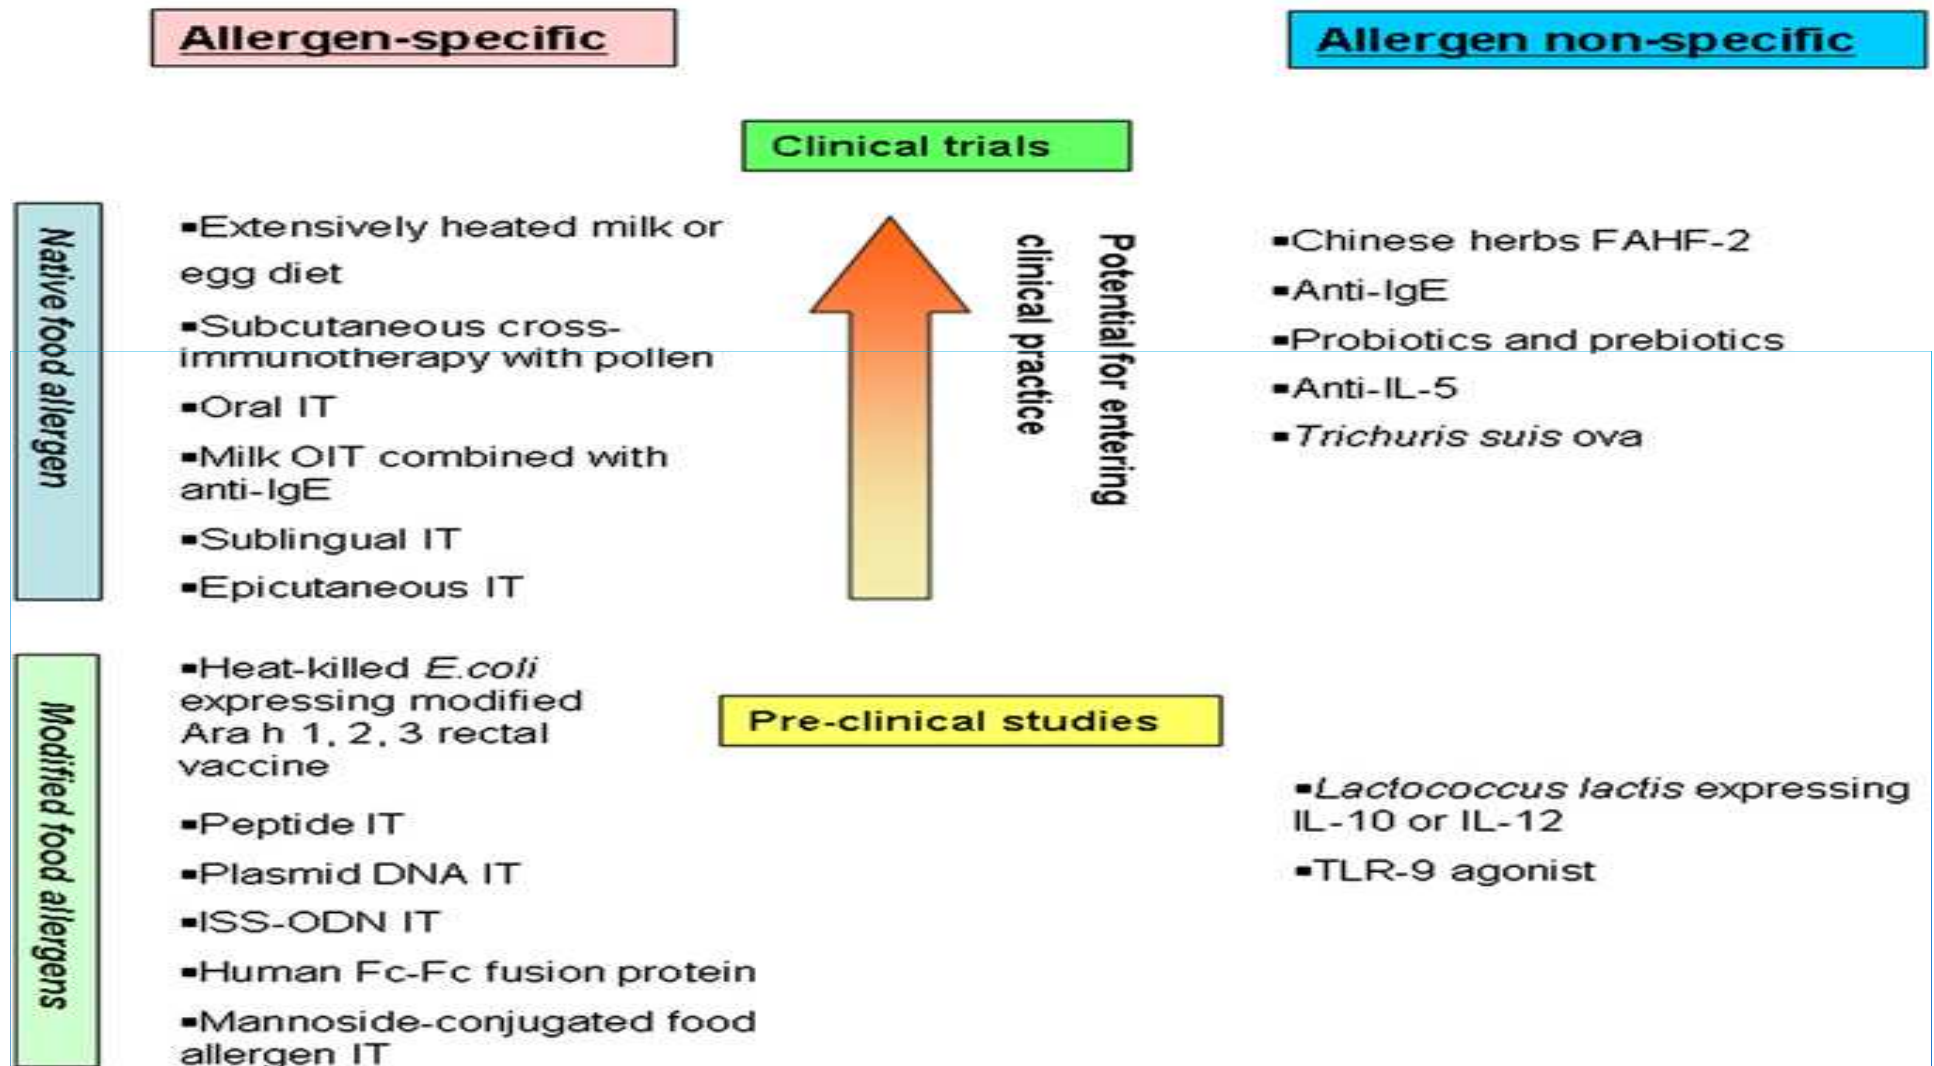 Allergen-specific
Allergen non-specific
Clinical trials
Native food allergen
▪Extensively heated milk or
egg diet
▪Subcutaneous cross-
immunotherapy with pollen
▪Oral IT
▪Milk OIT combined with
anti-IgE
▪Sublingual IT
▪Epicutaneous IT
Potential for entering
clinical practice
▪Chinese herbs FAHF-2
▪Anti-IgE
▪Probiotics and prebiotics
▪Anti-IL-5
▪Trichuris suis ova
Modified food allergens
▪Heat-killed E.coli
expressing modified
Ara h 1, 2, 3 rectal
vaccine
▪Peptide IT
▪Plasmid DNA IT
▪ISS-ODN IT
▪Human Fc-Fc fusion protein
▪Mannoside-conjugated food
allergen IT
Pre-clinical studies
▪Lactococcus lactis expressing
IL-10 or IL-12
▪TLR-9 agonist